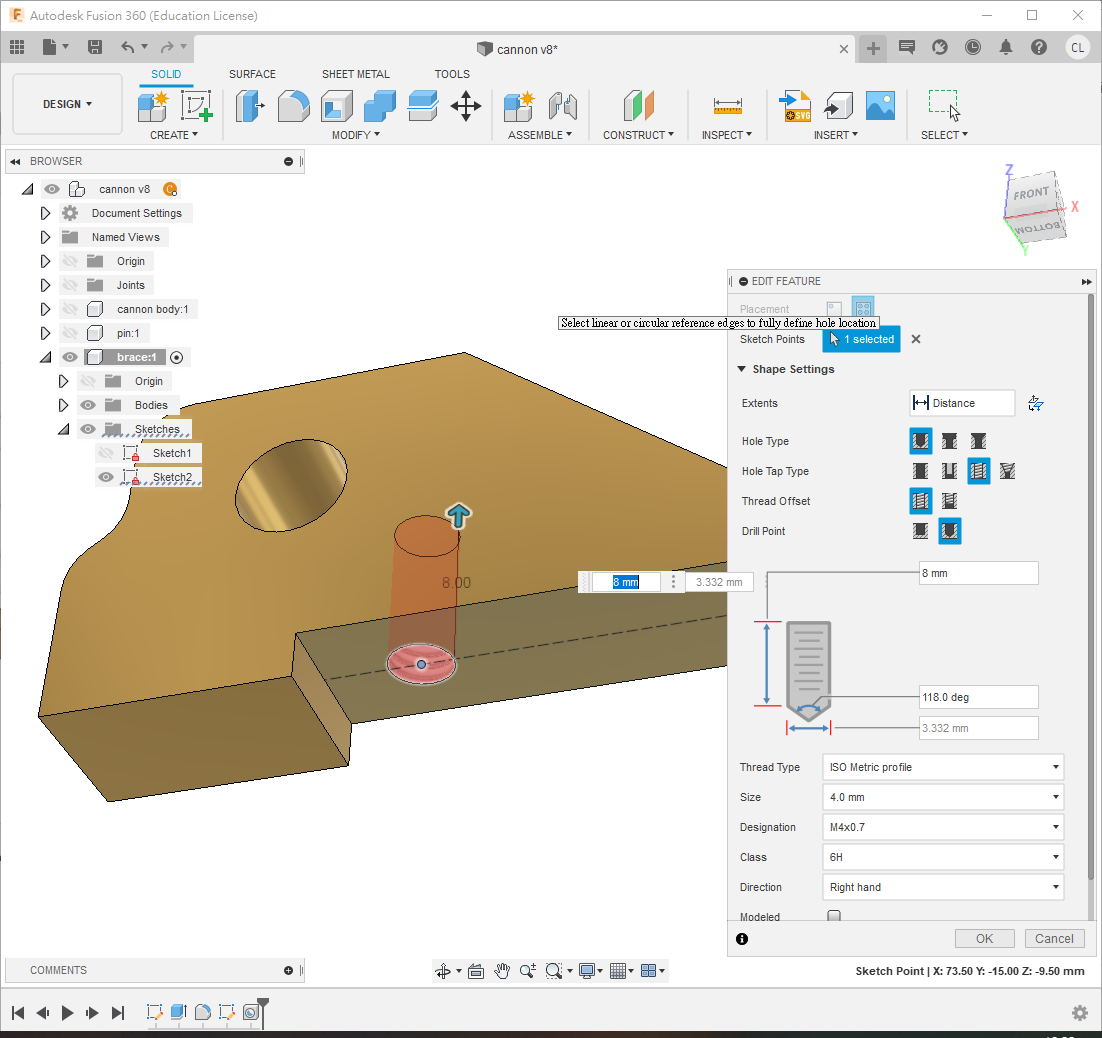 Autodesk Fusion 360 (Education License)
cannon v8*
CL
DESIGN
SOLID SURFACE SHEET METAL TOOLS
CREATE MODIFY ASSEMBLE CONSTRUCT INSPECT INSERT SELECT
SVG
BROWSER
cannon v8
Document Settings
Named Views
Origin
Joints
cannon body:1
pin:1
brace:1
Origin
Bodies
Sketches
Sketch1
Sketch2
Z
FRONT
X
BOTTOM
Y
EDIT FEATURE
Placement
Select linear or circular reference edges to fully define hole location
Sketch Points 1 selected
Shape Settings
Extents Distance
Hole Type
Hole Tap Type
Thread Offset
Drill Point
8.00
8 mm 3.332 mm
8 mm
118.0 deg
3.332 mm
Thread Type ISO Metric profile
Size 4.0 mm
Designation M4x0.7
Class 6H
Direction Right hand
Modeled
OK Cancel
COMMENTS
Sketch Point | X: 73.50 Y: -15.00 Z: -9.50 mm